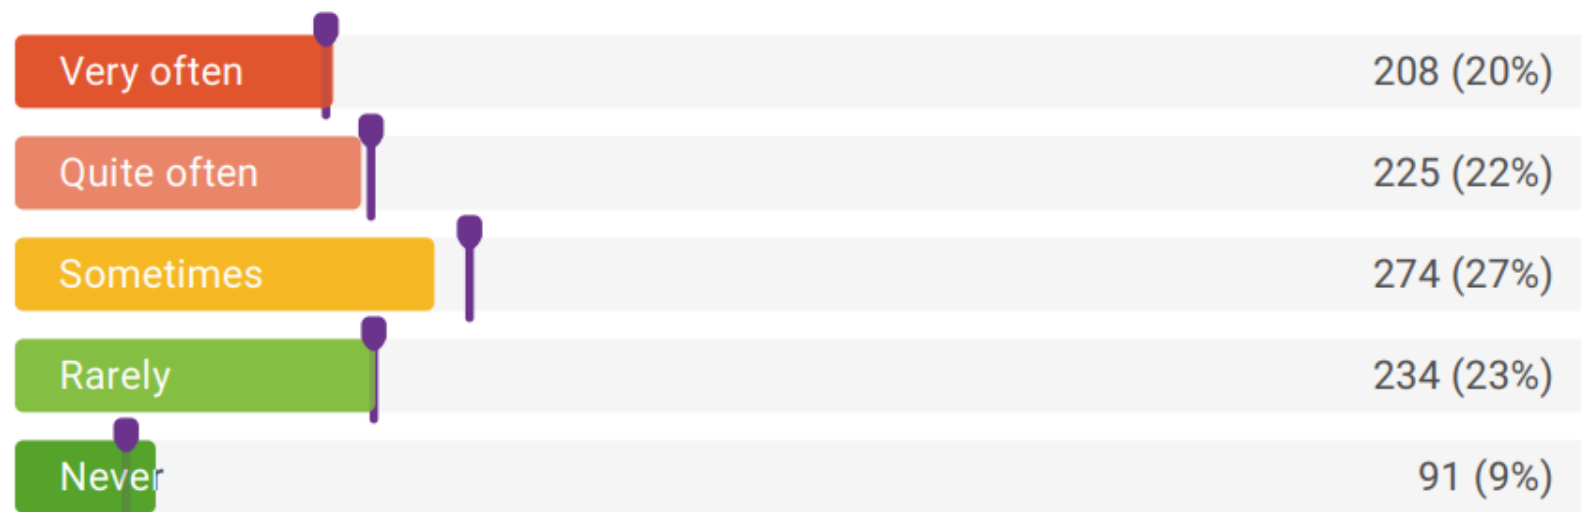 Very often 208 (20%)
Quite often 225 (22%)
Sometimes 274 (27%)
Rarely 234 (23%)
Never 91 (9%)